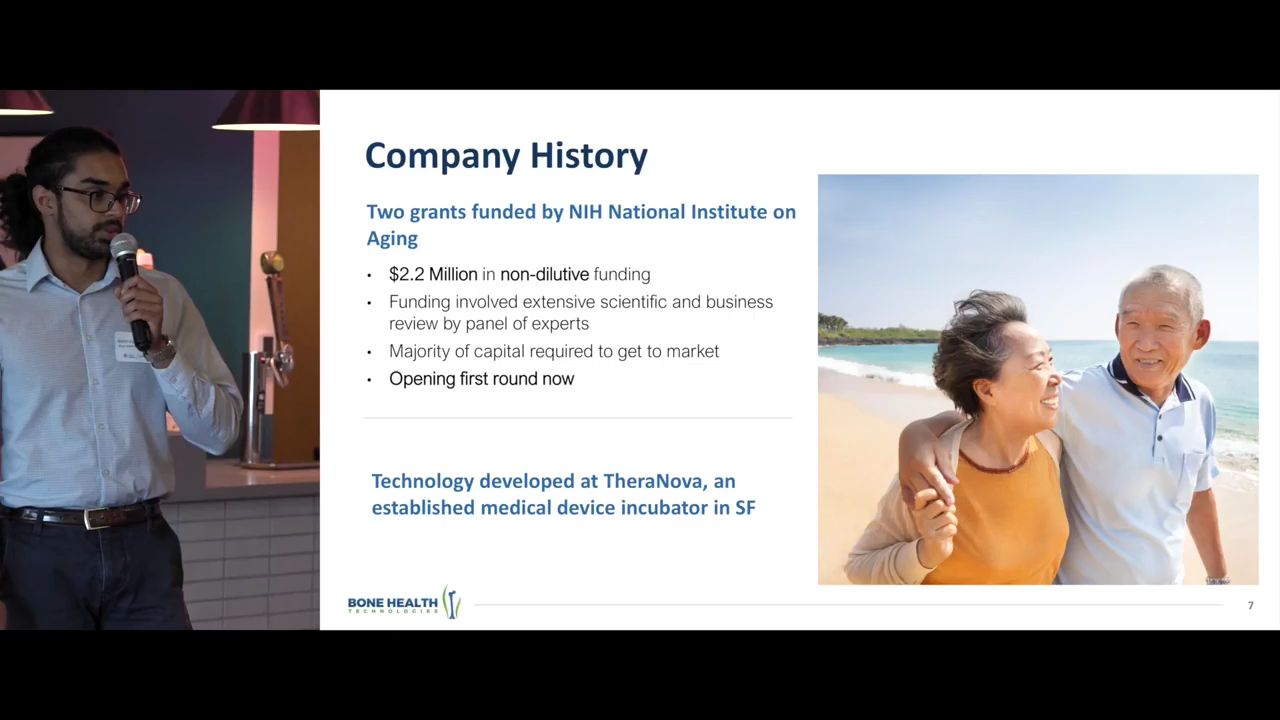 Company History
Two grants funded by NIH National Institute on
Aging
• $2.2 Million in non-dilutive funding
• Funding involved extensive scientific and business
review by panel of experts
• Majority of capital required to get to market
• Opening first round now
Technology developed at TheraNova, an
established medical device incubator in SF
BONE HEALTH
TECHNOLOGIES
7